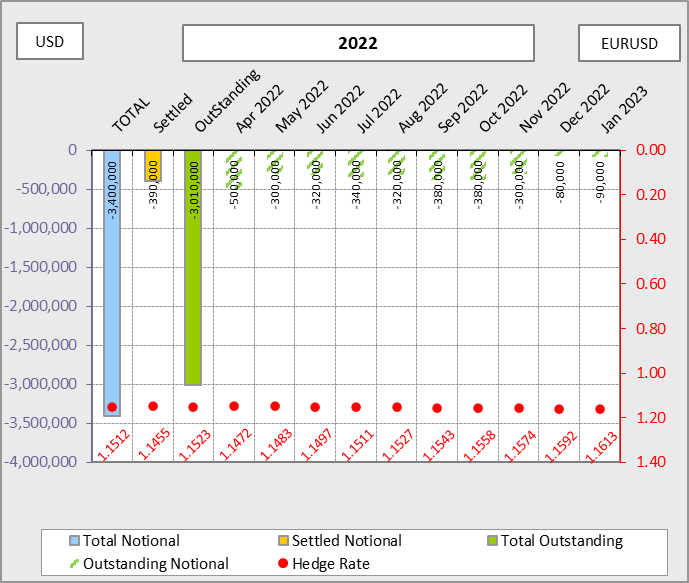 USD
2022
EURUSD
TOTAL
Settled
OutStanding
Apr 2022
May 2022
Jun 2022
Jul 2022
Aug 2022
Sep 2022
Oct 2022
Nov 2022
Dec 2022
Jan 2023
0
-500,000
-1,000,000
-1,500,000
-2,000,000
-2,500,000
-3,000,000
-3,500,000
-4,000,000
-3,400,000
-390,000
-3,010,000
-500,000
-300,000
-320,000
-340,000
-320,000
-380,000
-380,000
-300,000
-80,000
-90,000
0.00
0.20
0.40
0.60
0.80
1.00
1.20
1.40
1.1512
1.1455
1.1523
1.1472
1.1483
1.1497
1.1511
1.1527
1.1543
1.1558
1.1574
1.1592
1.1613
Total Notional
Settled Notional
Total Outstanding
Outstanding Notional
Hedge Rate